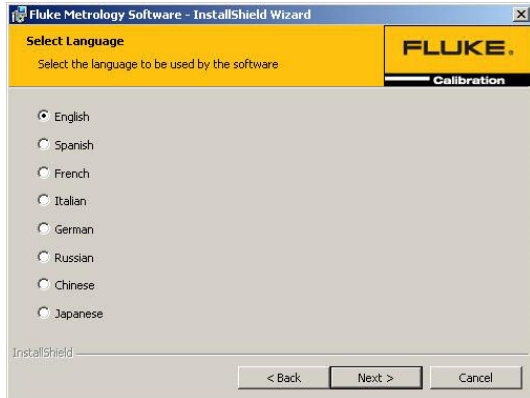 Fluke Metrology Software - InstallShield Wizard
Select Language
Select the language to be used by the software
FLUKE.
Calibration
English
Spanish
French
Italian
German
Russian
Chinese
Japanese
InstallShield
< Back Next > Cancel